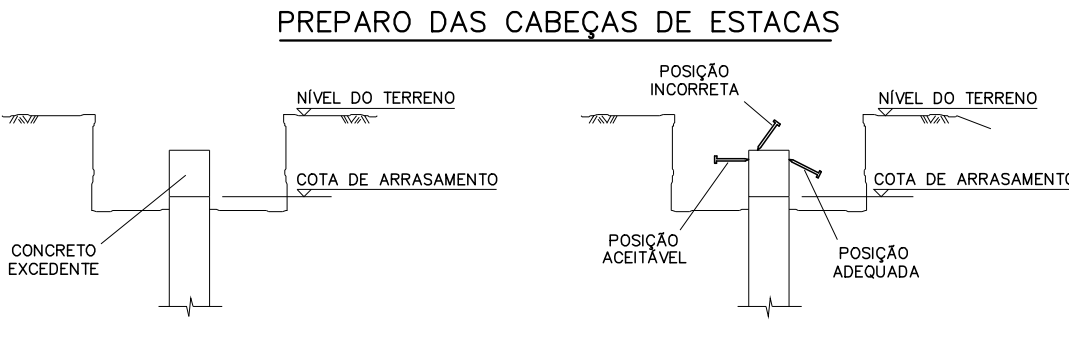 PREPARO DAS CABEÇAS DE ESTACAS
NÍVEL DO TERRENO
COTA DE ARRASAMENTO
CONCRETO
EXCEDENTE
POSIÇÃO
INCORRETA
NÍVEL DO TERRENO
COTA DE ARRASAMENTO
POSIÇÃO
ACEITÁVEL
POSIÇÃO
ADEQUADA